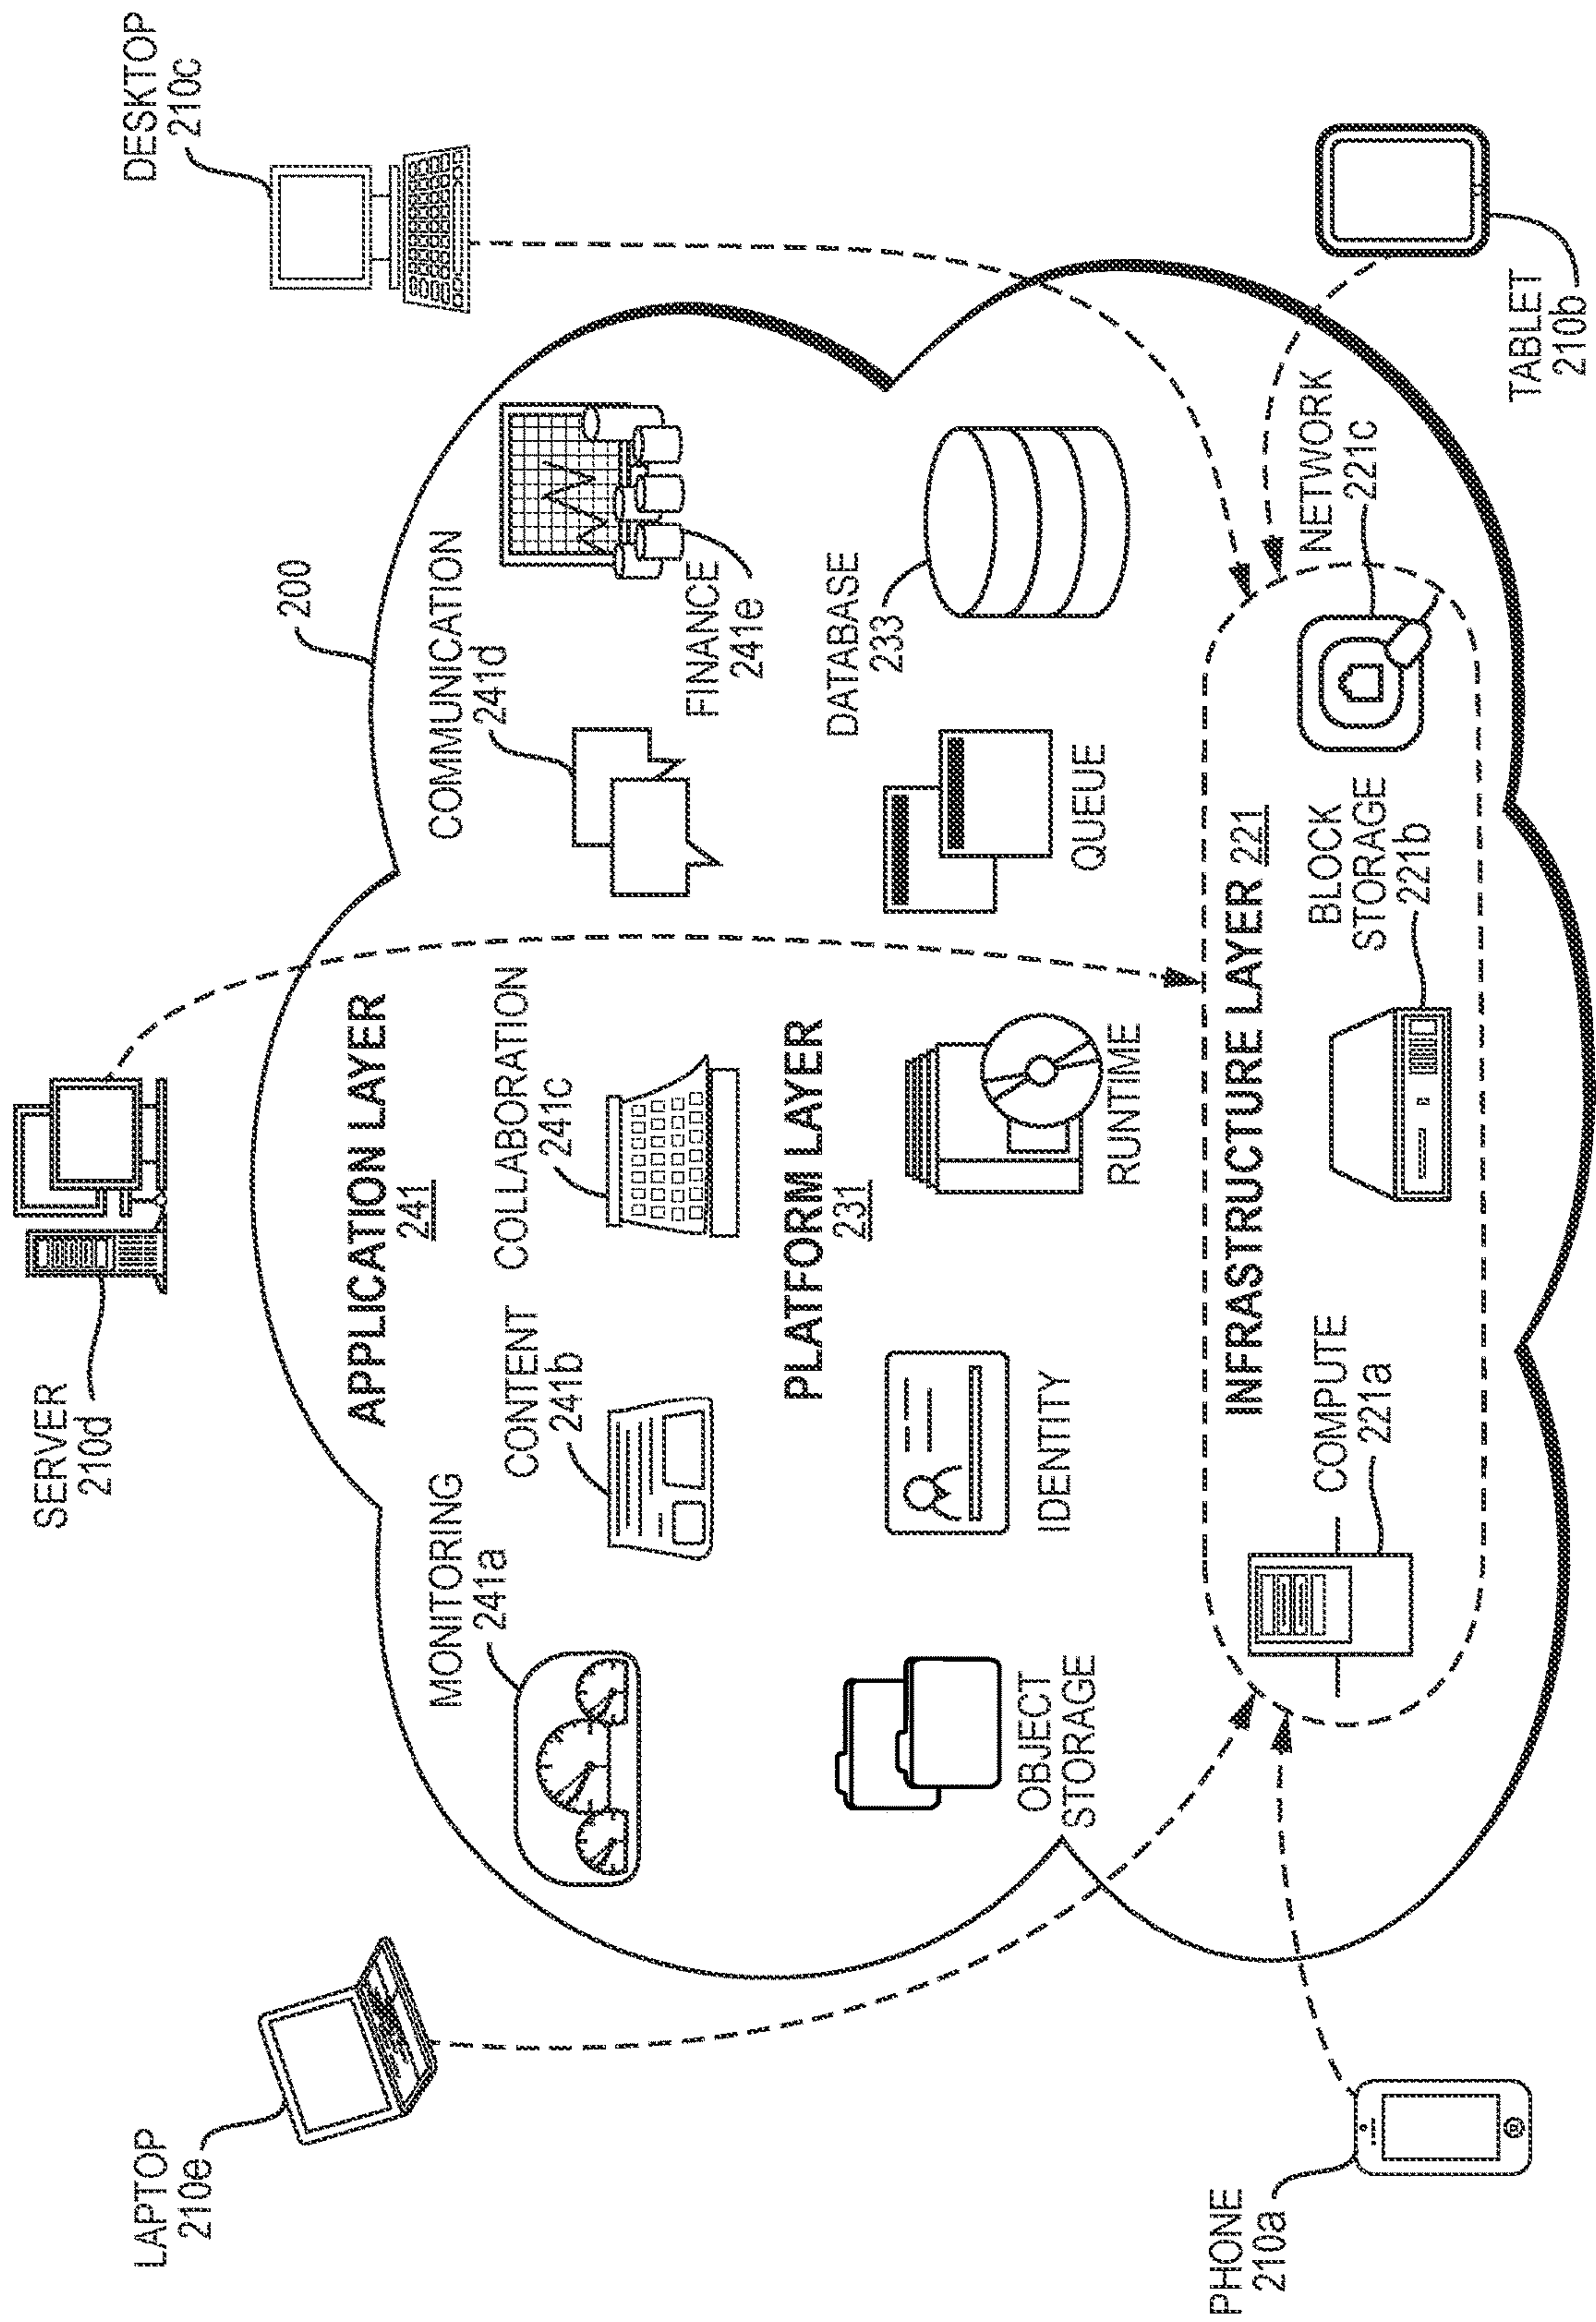 SERVER
210d
LAPTOP
210e
DESKTOP
210c
200
APPLICATION LAYER
241
MONITORING
241a
CONTENT
241b
COLLABORATION
241c
COMMUNICATION
241d
FINANCE
241e
PLATFORM LAYER
231
OBJECT
STORAGE
IDENTITY
RUNTIME
QUEUE
DATABASE
233
INFRASTRUCTURE LAYER 221
COMPUTE
221a
BLOCK
STORAGE
221b
NETWORK
221c
PHONE
210a
TABLET
210b